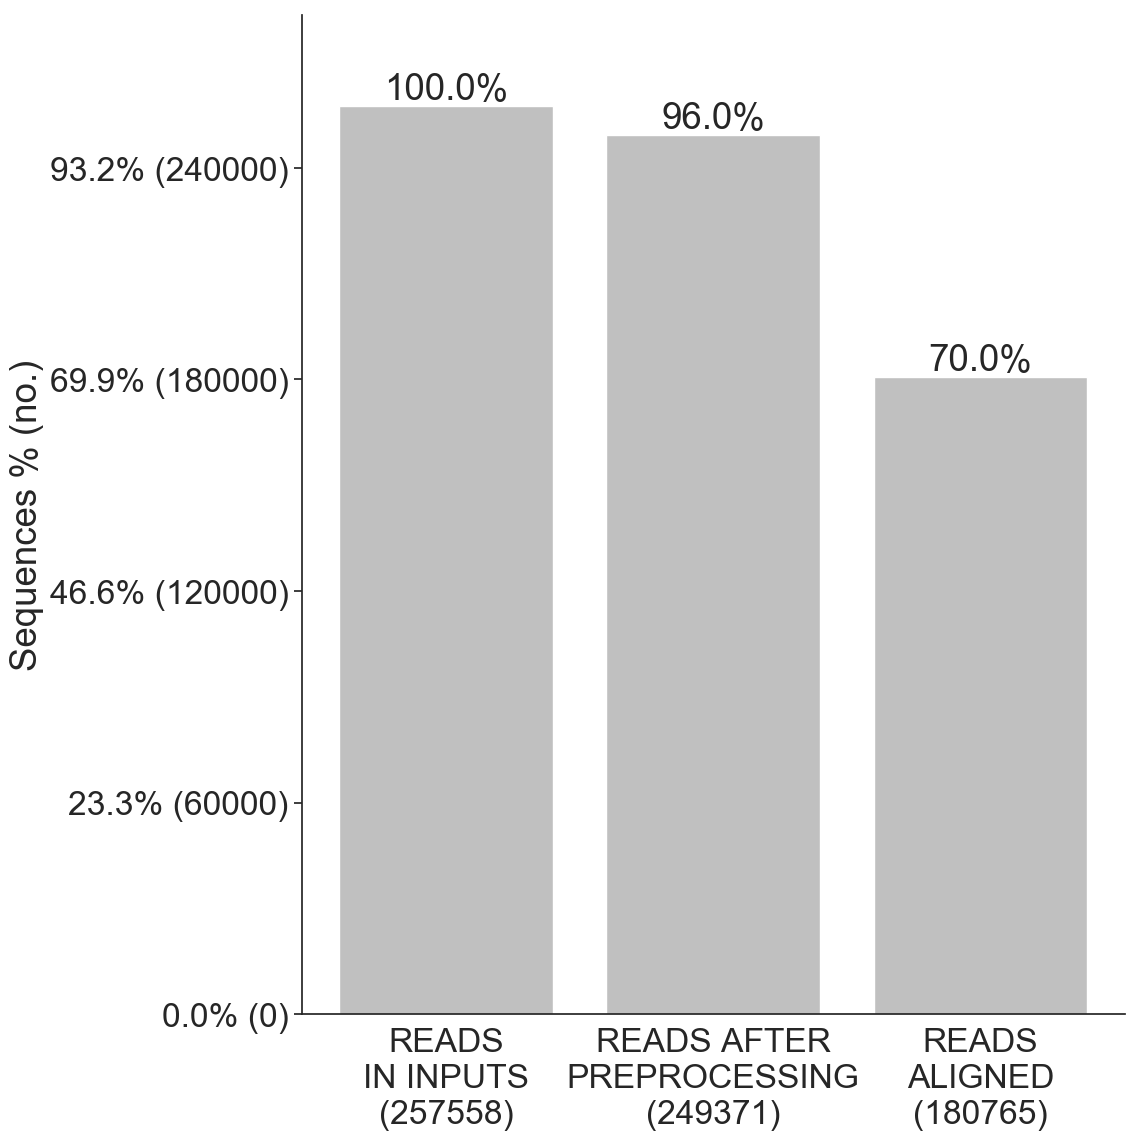 Sequences % (no.)
93.2% (240000)
69.9% (180000)
46.6% (120000)
23.3% (60000)
0.0% (0)
100.0%
96.0%
70.0%
READS
IN INPUTS
(257558)
READS AFTER
PREPROCESSING
(249371)
READS
ALIGNED
(180765)